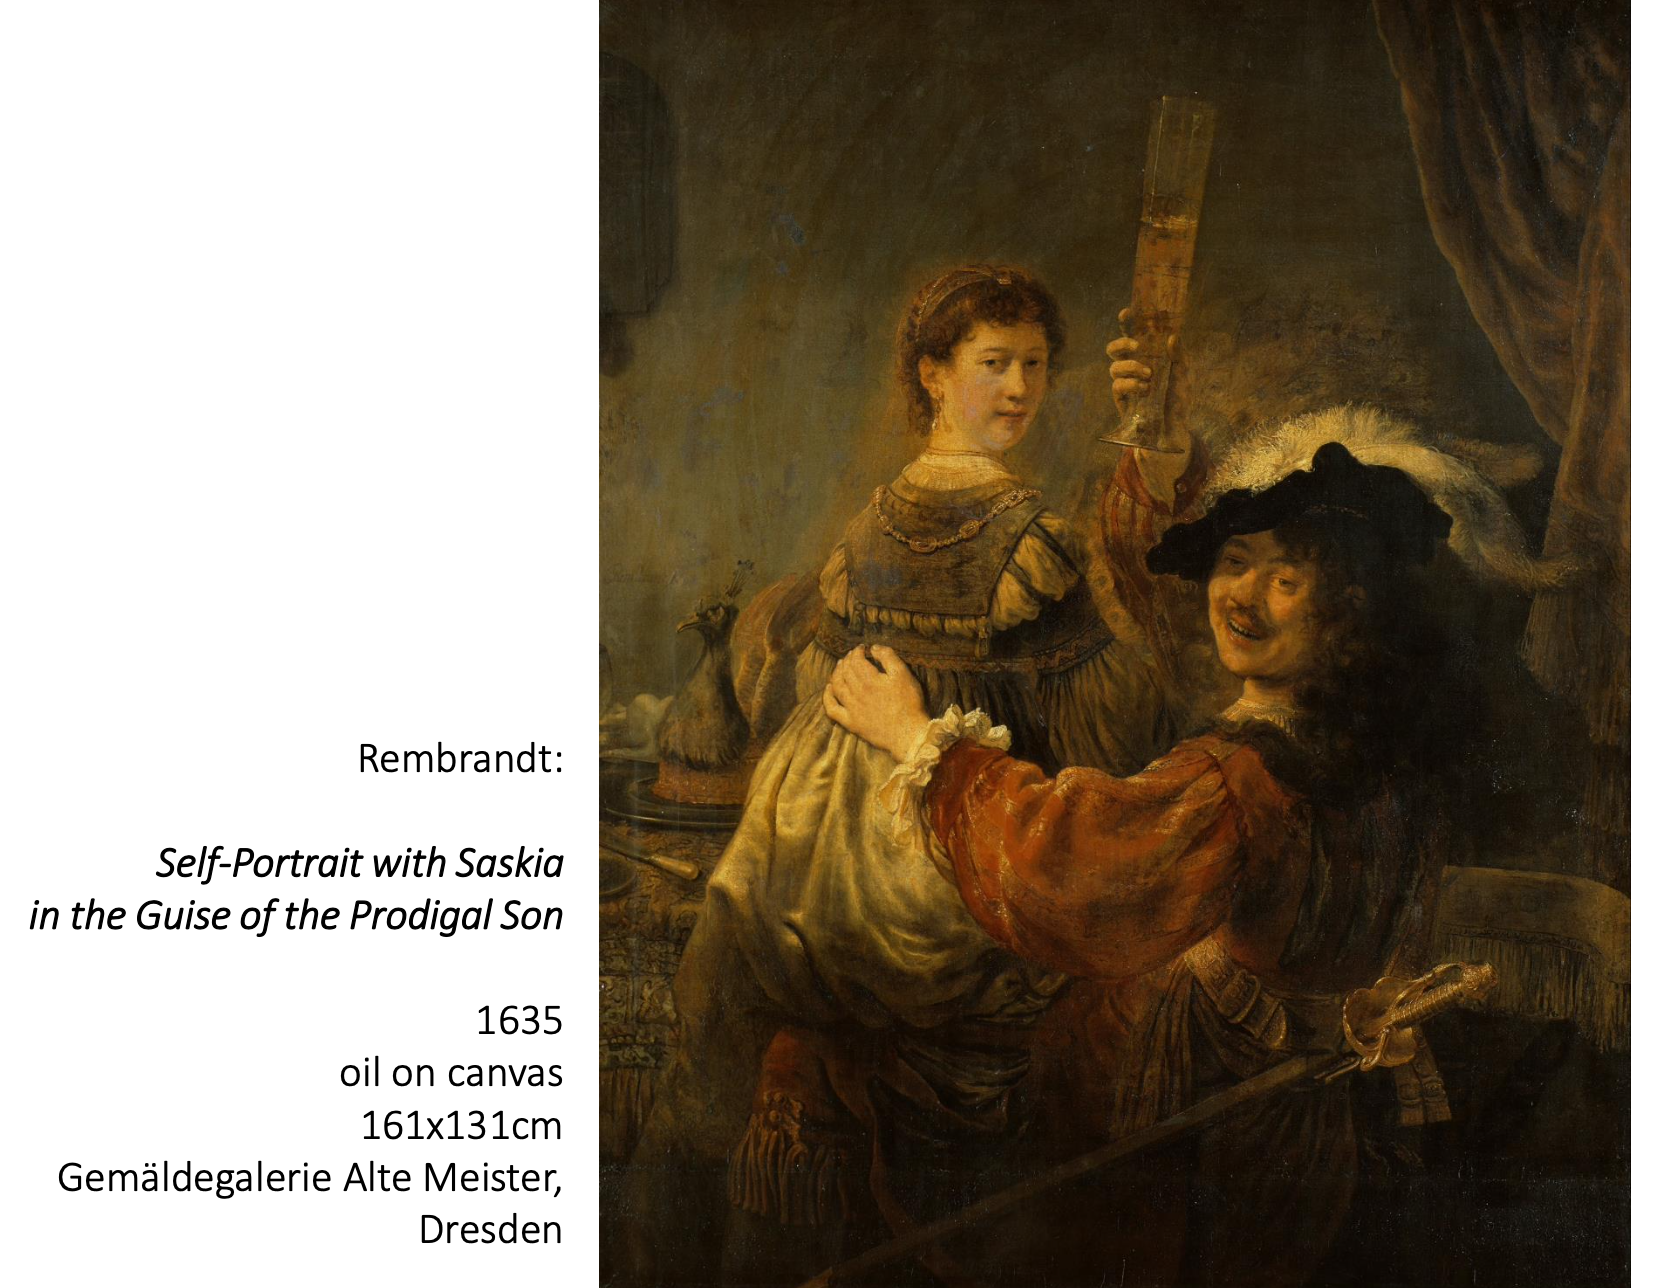 Rembrandt:
Self-Portrait with Saskia
in the Guise of the Prodigal Son
1635
oil on canvas
161x131cm
Gemäldegalerie Alte Meister,
Dresden